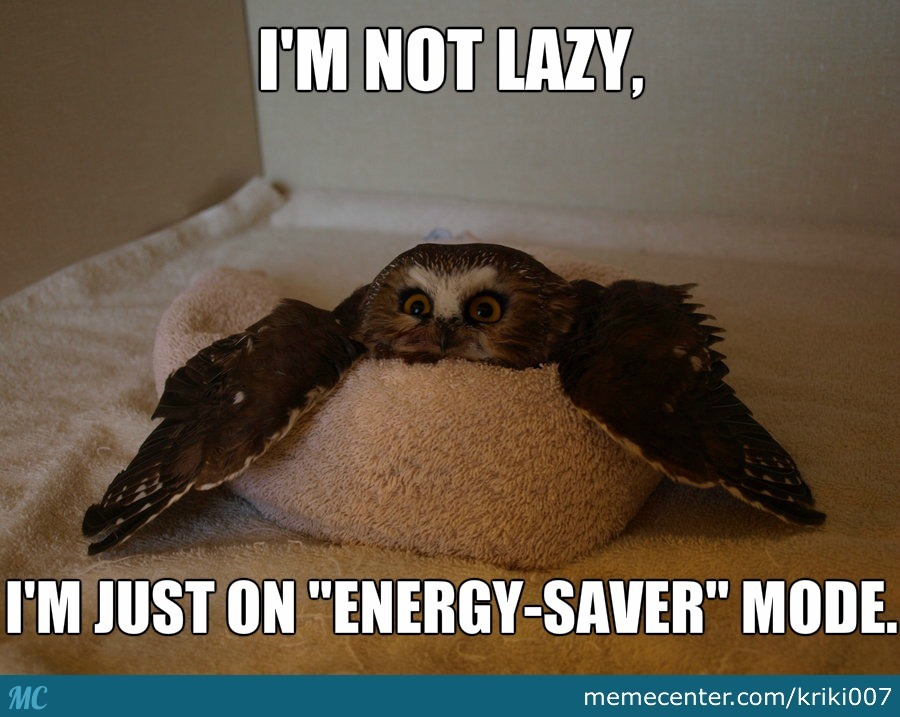 I'M NOT LAZY,
I'M JUST ON "ENERGY-SAVER" MODE.
MC
memecenter.com/kriki007